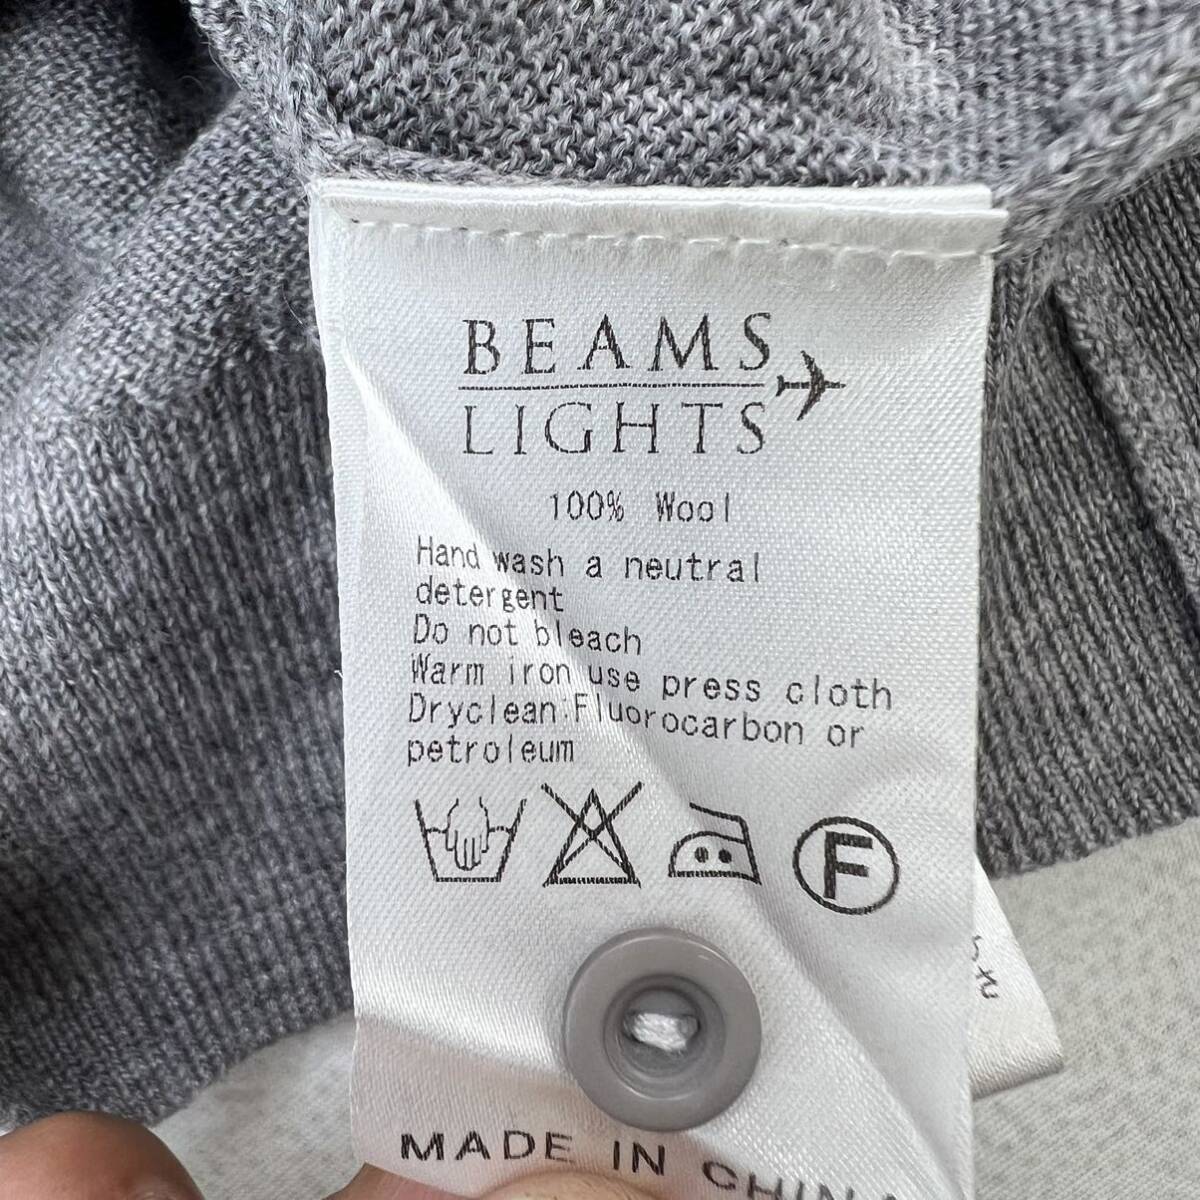 BEAMS
LIGHTS
100% Wool
Hand wash a neutral
detergent
Do not bleach
Warm iron use press cloth
Dryclean:Fluorocarbon or
petroleum
F
MADE IN CHINA